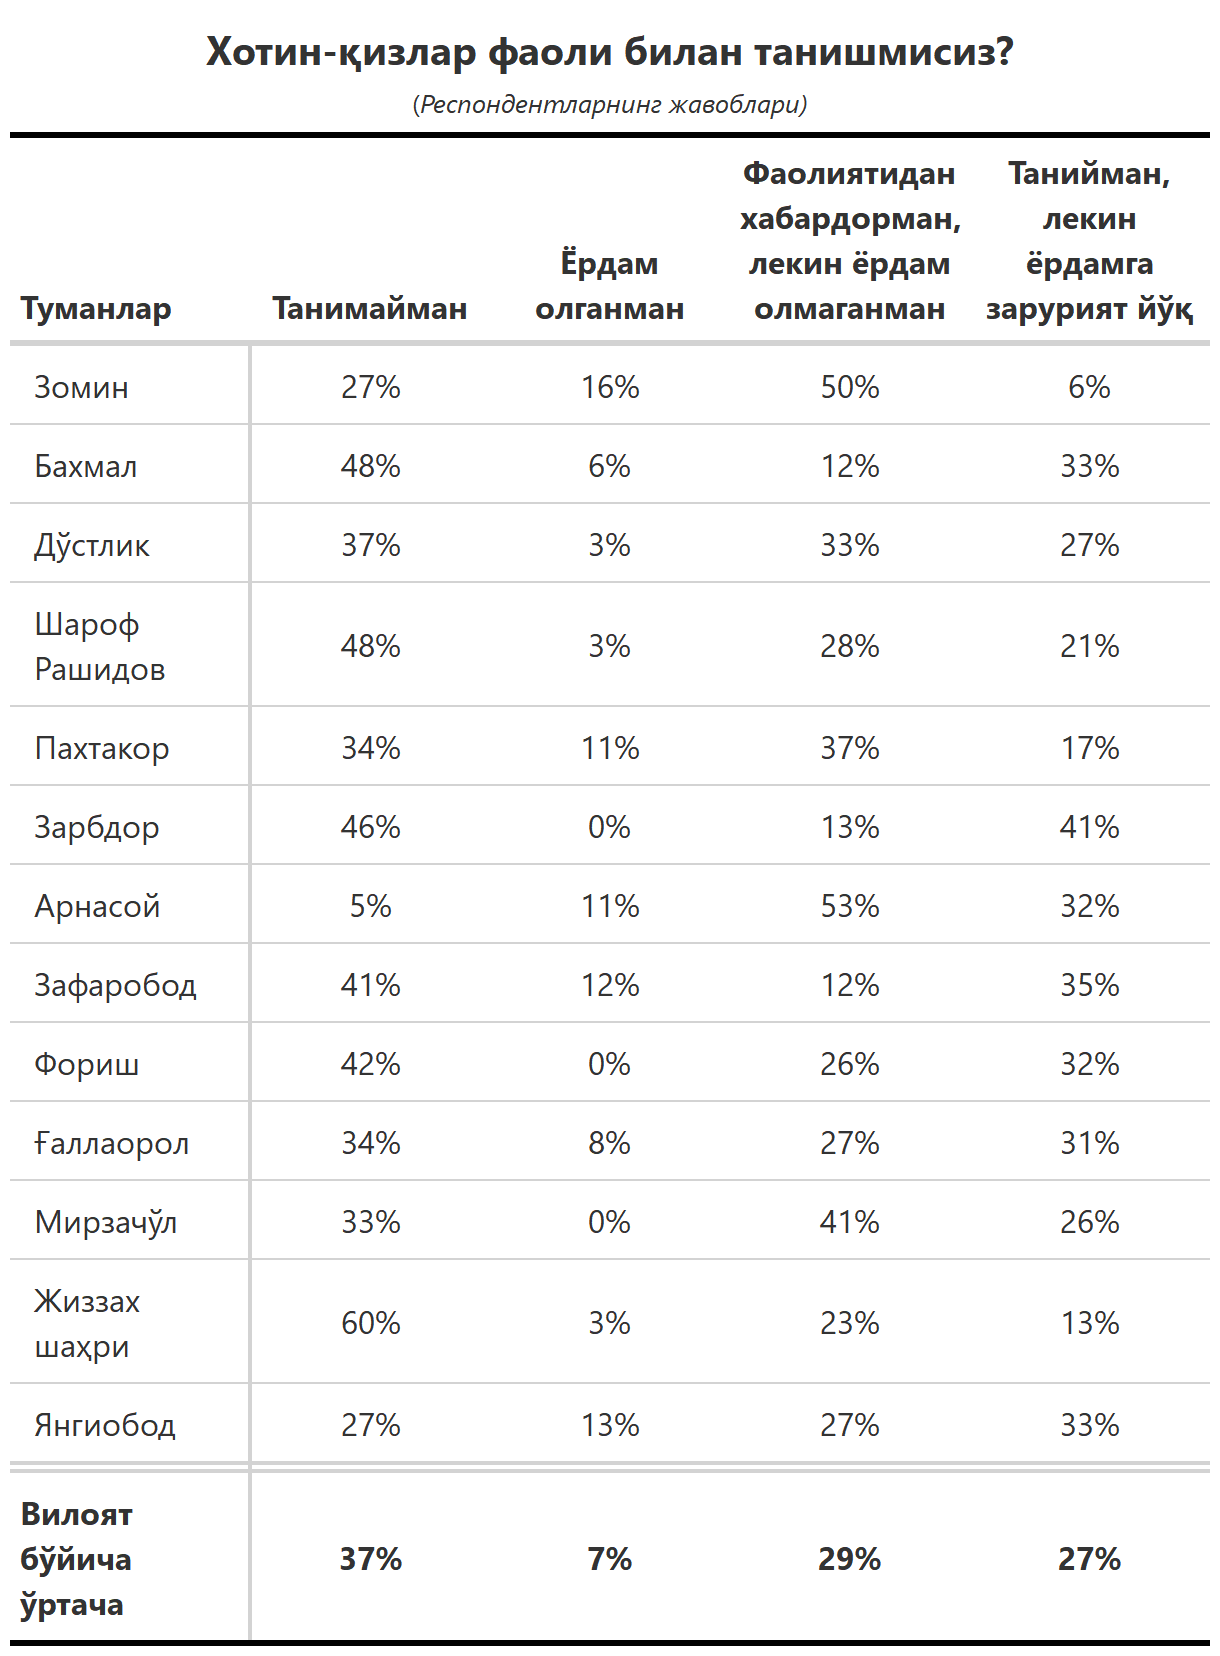 Хотин-қизлар фаоли билан танишмисиз?
(Респондентларнинг жавоблари)
Туманлар Танимайман Ёрдам олганман Фаолиятидан хабардорман, лекин ёрдам олмаганман Танийман, лекин ёрдамга зарурият йўқ
Зомин 27% 16% 50% 6%
Бахмал 48% 6% 12% 33%
Дўстлик 37% 3% 33% 27%
Шароф Рашидов 48% 3% 28% 21%
Пахтакор 34% 11% 37% 17%
Зарбдор 46% 0% 13% 41%
Арнасой 5% 11% 53% 32%
Зафаробод 41% 12% 12% 35%
Фориш 42% 0% 26% 32%
Ғаллаорол 34% 8% 27% 31%
Мирзачўл 33% 0% 41% 26%
Жиззах шаҳри 60% 3% 23% 13%
Янгиобод 27% 13% 27% 33%
Вилоят бўйича ўртача 37% 7% 29% 27%